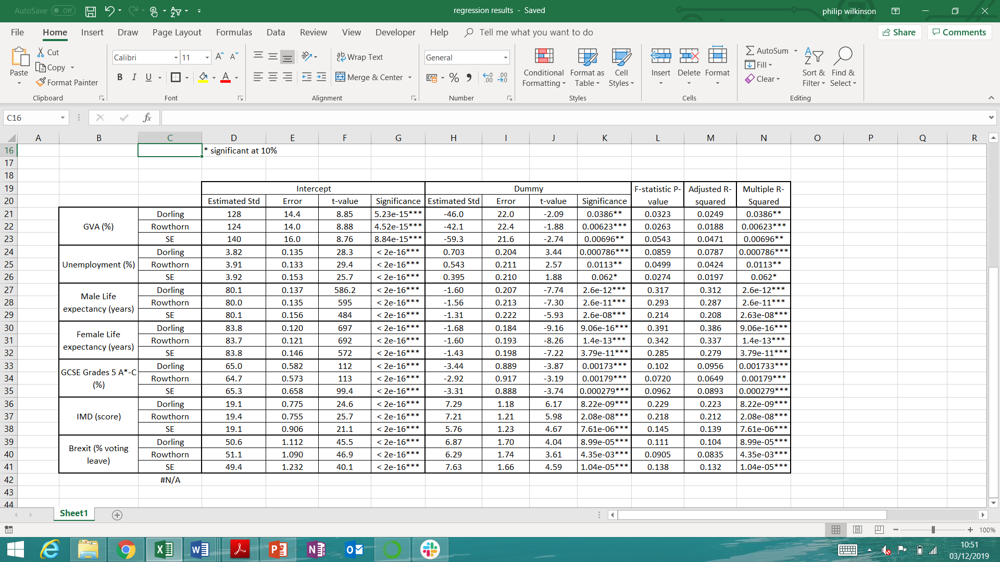 AutoSave Off
regression results - Saved
philip wilkinson
File Home Insert Draw Page Layout Formulas Data Review View Developer Help Tell me what you want to do Share Comments
Paste Cut Copy Format Painter Clipboard
Calibri 11 B I U A Font
ab Wrap Text Merge & Center Alignment
General % Number
Conditional Formatting Format as Table Cell Styles Styles
Insert Delete Format Cells
AutoSum Fill Clear Sort & Filter Find & Select Editing
C16 fx
A B C D E F G H I J K L M N O P Q R
16 * significant at 10%
17
18
19 Intercept Dummy F-statistic P-value Adjusted R-squared Multiple R-Squared
20 Estimated Std Error t-value Significance Estimated Std Error t-value Significance
21 GVA (%) Dorling 128 14.4 8.85 5.23e-15*** -46.0 22.0 -2.09 0.0386** 0.0323 0.0249 0.0386**
22 Rowthorn 124 14.0 8.88 4.52e-15*** -42.1 22.4 -1.88 0.00623*** 0.0263 0.0188 0.00623***
23 SE 140 16.0 8.76 8.84e-15*** -59.3 21.6 -2.74 0.00696** 0.0543 0.0471 0.00696**
24 Unemployment (%) Dorling 3.82 0.135 28.3 < 2e-16*** 0.703 0.204 3.44 0.000786*** 0.0859 0.0787 0.000786***
25 Rowthorn 3.91 0.133 29.4 < 2e-16*** 0.543 0.211 2.57 0.0113** 0.0499 0.0424 0.0113**
26 SE 3.92 0.153 25.7 < 2e-16*** 0.395 0.210 1.88 0.062* 0.0274 0.0197 0.062*
27 Male Life expectancy (years) Dorling 80.1 0.137 586.2 < 2e-16*** -1.60 0.207 -7.74 2.6e-12*** 0.317 0.312 2.6e-12***
28 Rowthorn 80.0 0.135 595 < 2e-16*** -1.56 0.213 -7.30 2.6e-11*** 0.293 0.287 2.6e-11***
29 SE 80.1 0.156 484 < 2e-16*** -1.31 0.222 -5.93 2.6e-08*** 0.214 0.208 2.63e-08***
30 Female Life expectancy (years) Dorling 83.8 0.120 697 < 2e-16*** -1.68 0.184 -9.16 9.06e-16*** 0.391 0.386 9.06e-16***
31 Rowthorn 83.7 0.121 692 < 2e-16*** -1.60 0.193 -8.26 1.4e-13*** 0.342 0.337 1.4e-13***
32 SE 83.8 0.146 572 < 2e-16*** -1.43 0.198 -7.22 3.79e-11*** 0.285 0.279 3.79e-11***
33 GCSE Grades 5 A*-C (%) Dorling 65.0 0.582 112 < 2e-16*** -3.44 0.889 -3.87 0.00173*** 0.102 0.0956 0.001733***
34 Rowthorn 64.7 0.573 113 < 2e-16*** -2.92 0.917 -3.19 0.00179*** 0.0720 0.0649 0.00179***
35 SE 65.3 0.658 99.4 < 2e-16*** -3.31 0.888 -3.74 0.000279*** 0.0962 0.0893 0.000279***
36 IMD (score) Dorling 19.1 0.775 24.6 < 2e-16*** 7.29 1.18 6.17 8.22e-09*** 0.229 0.223 8.22e-09***
37 Rowthorn 19.4 0.755 25.7 < 2e-16*** 7.21 1.21 5.98 2.08e-08*** 0.218 0.212 2.08e-08***
38 SE 19.1 0.906 21.1 < 2e-16*** 5.76 1.23 4.67 7.61e-06*** 0.145 0.139 7.61e-06***
39 Brexit (% voting leave) Dorling 50.6 1.112 45.5 < 2e-16*** 6.87 1.70 4.04 8.99e-05*** 0.111 0.104 8.99e-05***
40 Rowthorn 51.1 1.090 46.9 < 2e-16*** 6.29 1.74 3.61 4.35e-03*** 0.0905 0.0835 4.35e-03***
41 SE 49.4 1.232 40.1 < 2e-16*** 7.63 1.66 4.59 1.04e-05*** 0.138 0.132 1.04e-05***
42 #N/A
43
44
Sheet1
100%
10:51
03/12/2019